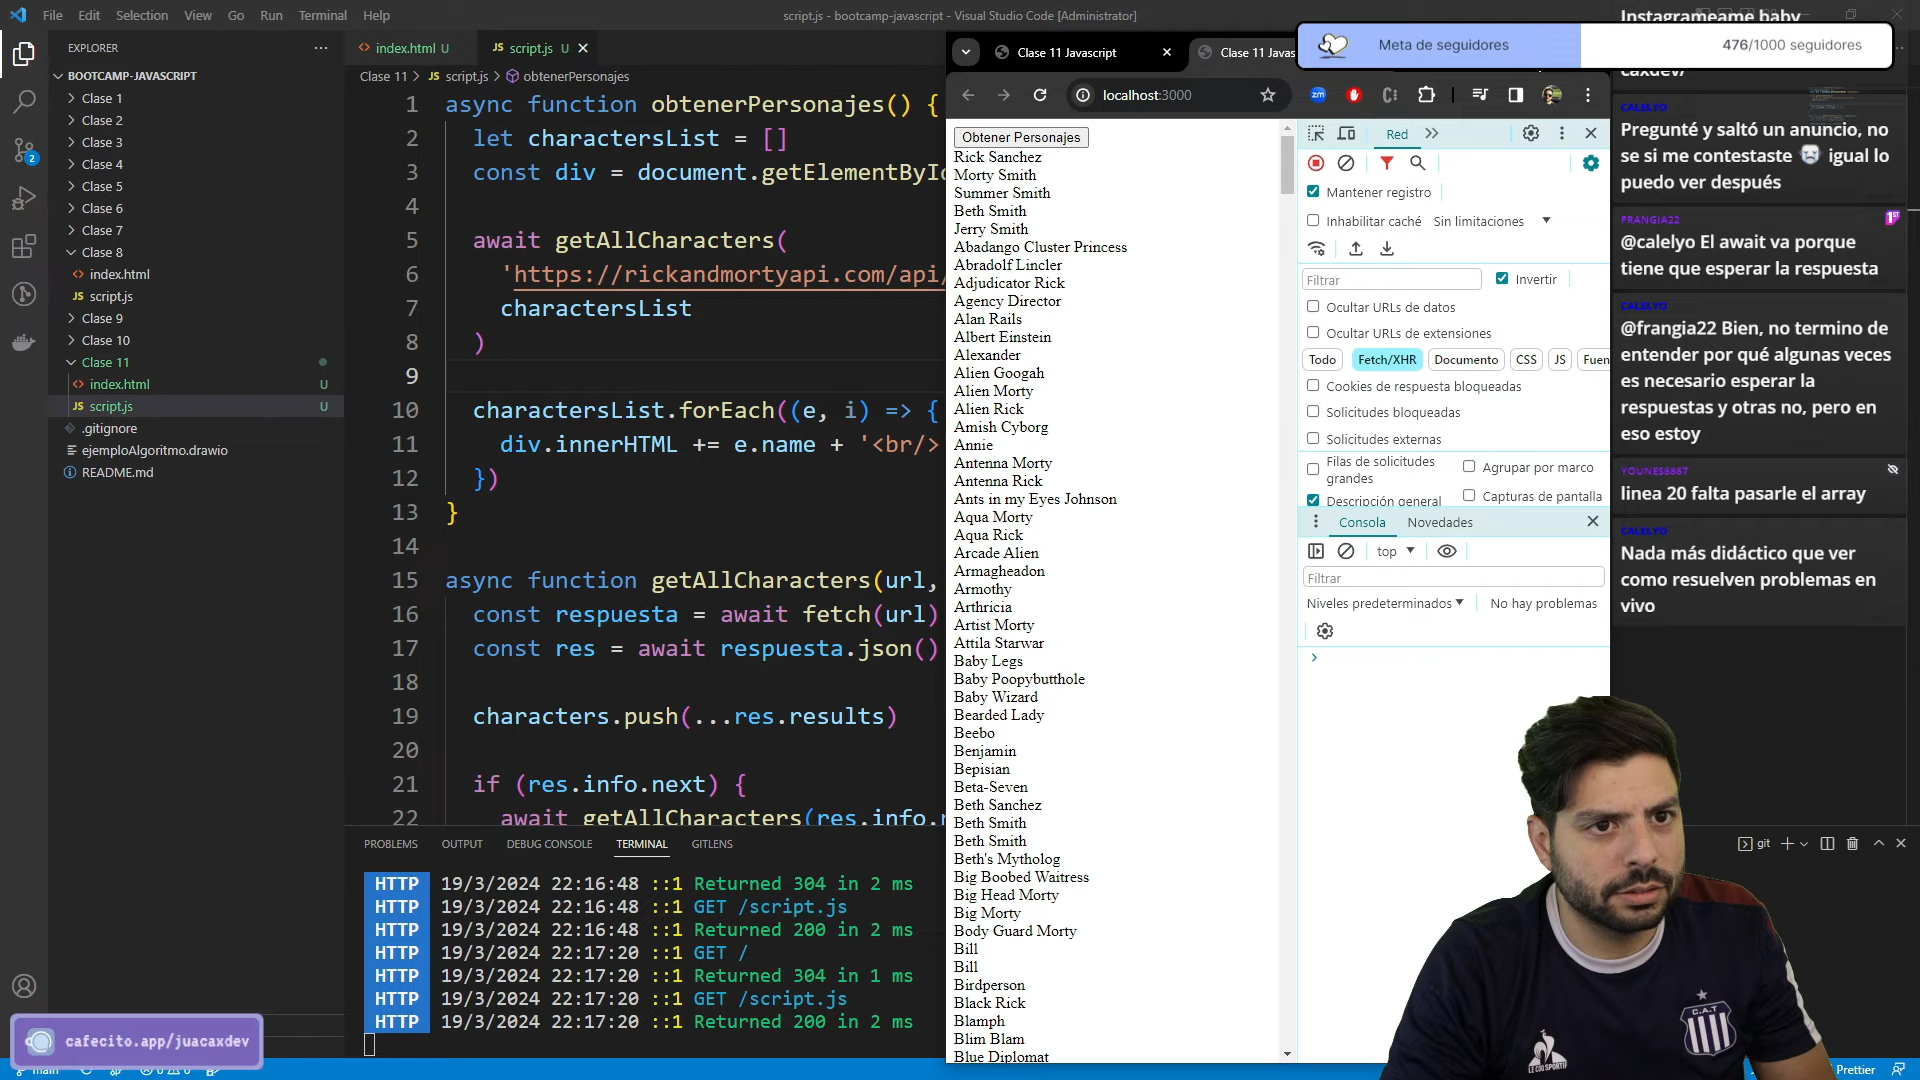 File Edit Selection View Go Run Terminal Help
script.js - bootcamp-javascript - Visual Studio Code [Administrator]
EXPLORER
BOOTCAMP-JAVASCRIPT
Clase 1
Clase 2
Clase 3
Clase 4
Clase 5
Clase 6
Clase 7
Clase 8
index.html
JS script.js
Clase 9
Clase 10
Clase 11
index.html U
JS script.js U
.gitignore
ejemploAlgoritmo.drawio
README.md
2
index.html U
JS script.js U
Clase 11 > JS script.js > obtenerPersonajes
1 async function obtenerPersonajes() {
2 let charactersList = []
3 const div = document.getElementById
4
5 await getAllCharacters(
6 'https://rickandmortyapi.com/api/
7 charactersList
8 )
9
10 charactersList.forEach((e, i) => {
11 div.innerHTML += e.name + '<br/>
12 })
13 }
14
15 async function getAllCharacters(url,
16 const respuesta = await fetch(url)
17 const res = await respuesta.json()
18
19 characters.push(...res.results)
20
21 if (res.info.next) {
22 await getAllCharacters(res.info.n
PROBLEMS OUTPUT DEBUG CONSOLE TERMINAL GITLENS
git
HTTP 19/3/2024 22:16:48 ::1 Returned 304 in 2 ms
HTTP 19/3/2024 22:16:48 ::1 GET /script.js
HTTP 19/3/2024 22:16:48 ::1 Returned 200 in 2 ms
HTTP 19/3/2024 22:17:20 ::1 GET /
HTTP 19/3/2024 22:17:20 ::1 Returned 304 in 1 ms
HTTP 19/3/2024 22:17:20 ::1 GET /script.js
HTTP 19/3/2024 22:17:20 ::1 Returned 200 in 2 ms
cafecito.app/juacaxdev
main
Prettier
Clase 11 Javascript
Clase 11 Javas
localhost:3000
Obtener Personajes
Rick Sanchez
Morty Smith
Summer Smith
Beth Smith
Jerry Smith
Abadango Cluster Princess
Abradolf Lincler
Adjudicator Rick
Agency Director
Alan Rails
Albert Einstein
Alexander
Alien Googah
Alien Morty
Alien Rick
Amish Cyborg
Annie
Antenna Morty
Antenna Rick
Ants in my Eyes Johnson
Aqua Morty
Aqua Rick
Arcade Alien
Armagheadon
Armothy
Arthricia
Artist Morty
Attila Starwar
Baby Legs
Baby Poopybutthole
Baby Wizard
Bearded Lady
Beebo
Benjamin
Bepisian
Beta-Seven
Beth Sanchez
Beth Smith
Beth Smith
Beth's Mytholog
Big Boobed Waitress
Big Head Morty
Big Morty
Body Guard Morty
Bill
Bill
Birdperson
Black Rick
Blamph
Blim Blam
Blue Diplomat
Red
Mantener registro
Inhabilitar caché Sin limitaciones
Filtrar Invertir
Ocultar URLs de datos
Ocultar URLs de extensiones
Todo Fetch/XHR Documento CSS JS Fuen
Cookies de respuesta bloqueadas
Solicitudes bloqueadas
Solicitudes externas
Filas de solicitudes grandes
Agrupar por marco
Descripción general
Capturas de pantalla
Consola Novedades
top
Filtrar
Niveles predeterminados No hay problemas
Meta de seguidores 476/1000 seguidores
Instagrameame baby
caxdev/
CALELYO
Pregunté y saltó un anuncio, no
se si me contestaste igual lo
puedo ver después
FRANGIA22
@calelyo El await va porque
tiene que esperar la respuesta
CALELYO
@frangia22 Bien, no termino de
entender por qué algunas veces
es necesario esperar la
respuestas y otras no, pero en
eso estoy
YOUNES6867
linea 20 falta pasarle el array
CALELYO
Nada más didáctico que ver
como resuelven problemas en
vivo
C.A.T
LE COQ SPORTIF